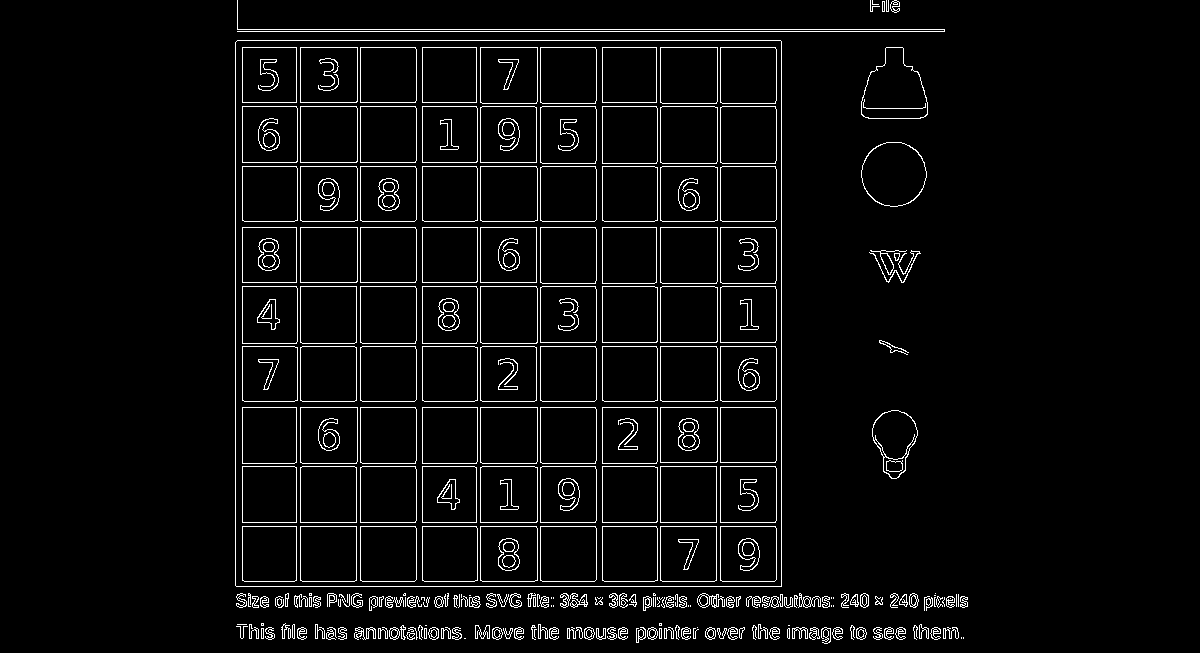 File
5 3 7
6 1 9 5
9 8 6
8 6 3
4 8 3 1
7 2 6
6 2 8
4 1 9 5
8 7 9
W
Size of this PNG preview of this SVG file: 364 × 364 pixels. Other resolutions: 240 × 240 pixels
This file has annotations. Move the mouse pointer over the image to see them.